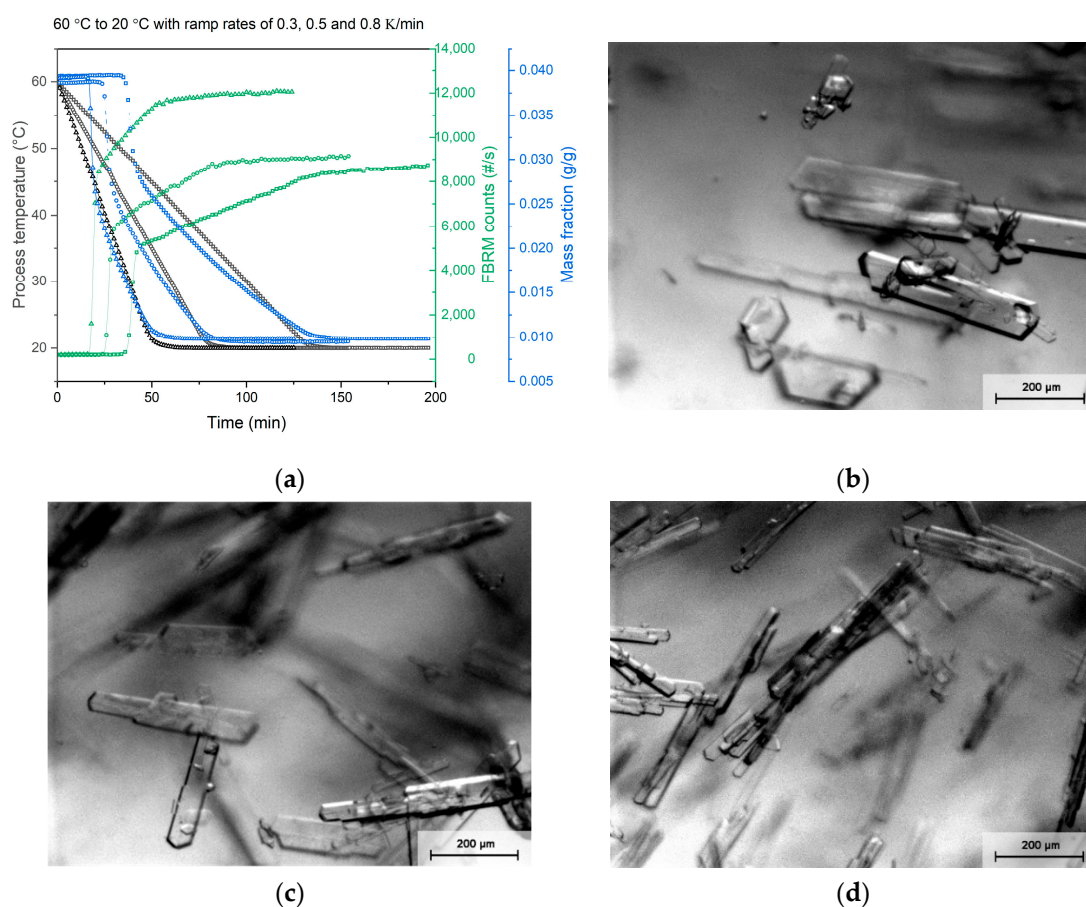 60 °C to 20 °C with ramp rates of 0.3, 0.5 and 0.8 K/min
Process temperature (°C)
60
50
40
30
20
0
50
100
150
200
Time (min)
14,000
12,000
10,000
8,000
6,000
4,000
2,000
0
FBRM counts (#/s)
0.040
0.035
0.030
0.025
0.020
0.015
0.010
0.005
Mass fraction (g/g)
200 µm
(a)
(b)
200 µm
200 µm
(c)
(d)